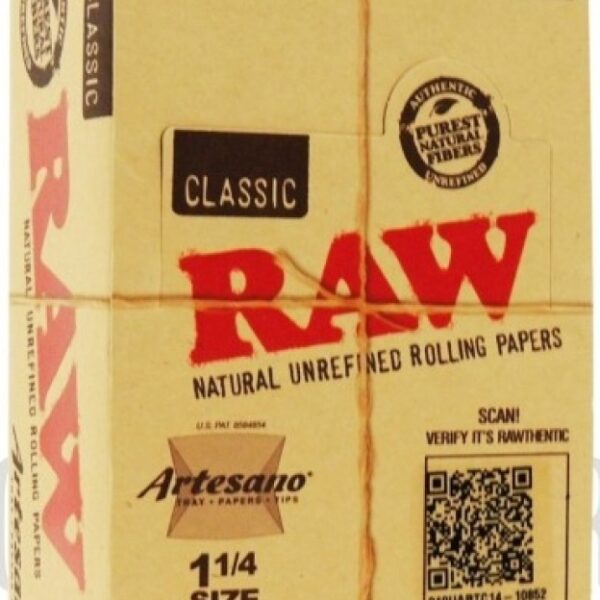 CLASSIC
RAW
NATURAL UNREFINED ROLLING PAPERS
AUTHENTIC
PUREST
NATURAL
FIBERS
UNREFINED
CLASSIC
RAW
NATURAL UNREFINED ROLLING PAPERS
U.S. PAT
Artesano
TRAY • PAPERS • TIPS
1 1/4
SIZE
SCAN!
VERIFY IT'S RAWTHENTIC